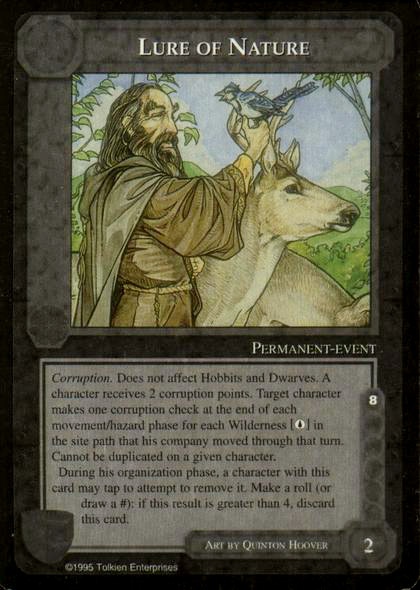 LURE OF NATURE
PERMANENT-EVENT
Corruption. Does not affect Hobbits and Dwarves. A
character receives 2 corruption points. Target character
makes one corruption check at the end of each
movement/hazard phase for each Wilderness [ ] in
the site path that his company moved through that turn.
Cannot be duplicated on a given character.
During his organization phase, a character with this
card may tap to attempt to remove it. Make a roll (or
draw a #): if this result is greater than 4, discard
this card.
8
ART BY QUINTON HOOVER
2
©1995 Tolkien Enterprises